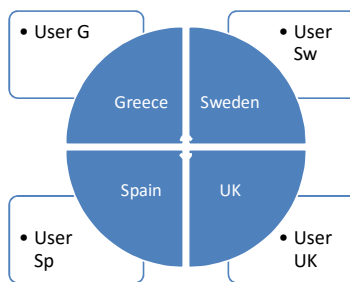 • User G
• User
Sw
Greece
Sweden
Spain
UK
• User
Sp
• User
UK